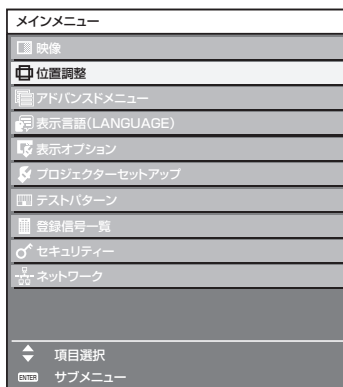 メインメニュー
映像
位置調整
アドバンスドメニュー
表示言語(LANGUAGE)
表示オプション
プロジェクターセットアップ
テストパターン
登録信号一覧
セキュリティー
ネットワーク
項目選択
ENTER サブメニュー